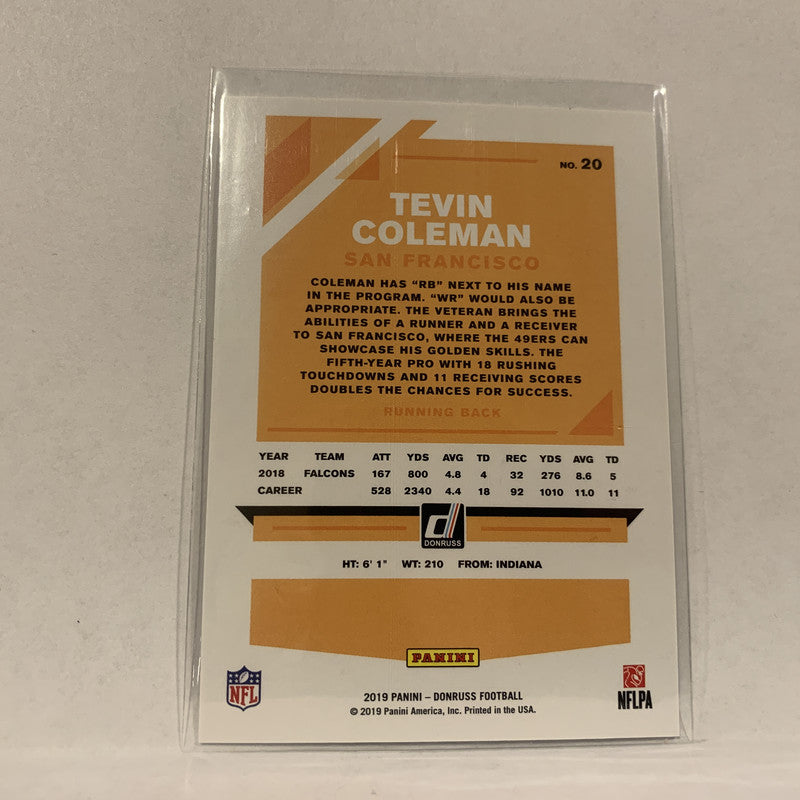 NO. 20
TEVIN
COLEMAN
SAN FRANCISCO
COLEMAN HAS “RB” NEXT TO HIS NAME
IN THE PROGRAM. “WR” WOULD ALSO BE
APPROPRIATE. THE VETERAN BRINGS THE
ABILITIES OF A RUNNER AND A RECEIVER
TO SAN FRANCISCO, WHERE THE 49ERS CAN
SHOWCASE HIS GOLDEN SKILLS. THE
FIFTH-YEAR PRO WITH 18 RUSHING
TOUCHDOWNS AND 11 RECEIVING SCORES
DOUBLES THE CHANCES FOR SUCCESS.
RUNNING BACK
YEAR TEAM ATT YDS AVG TD REC YDS AVG TD
2018 FALCONS 167 800 4.8 4 32 276 8.6 5
CAREER 528 2340 4.4 18 92 1010 11.0 11
d
DONRUSS
HT: 6' 1" WT: 210 FROM: INDIANA
PANINI
NFL
2019 PANINI – DONRUSS FOOTBALL
© 2019 Panini America, Inc. Printed in the USA.
NFLPA